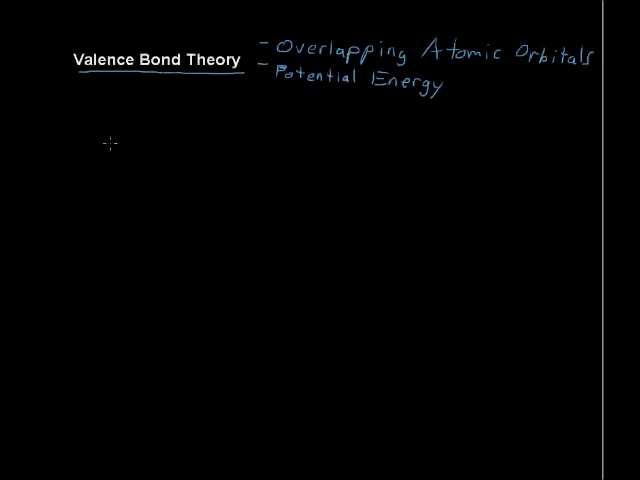 Valence Bond Theory
- Overlapping Atomic Orbitals
- Potential Energy